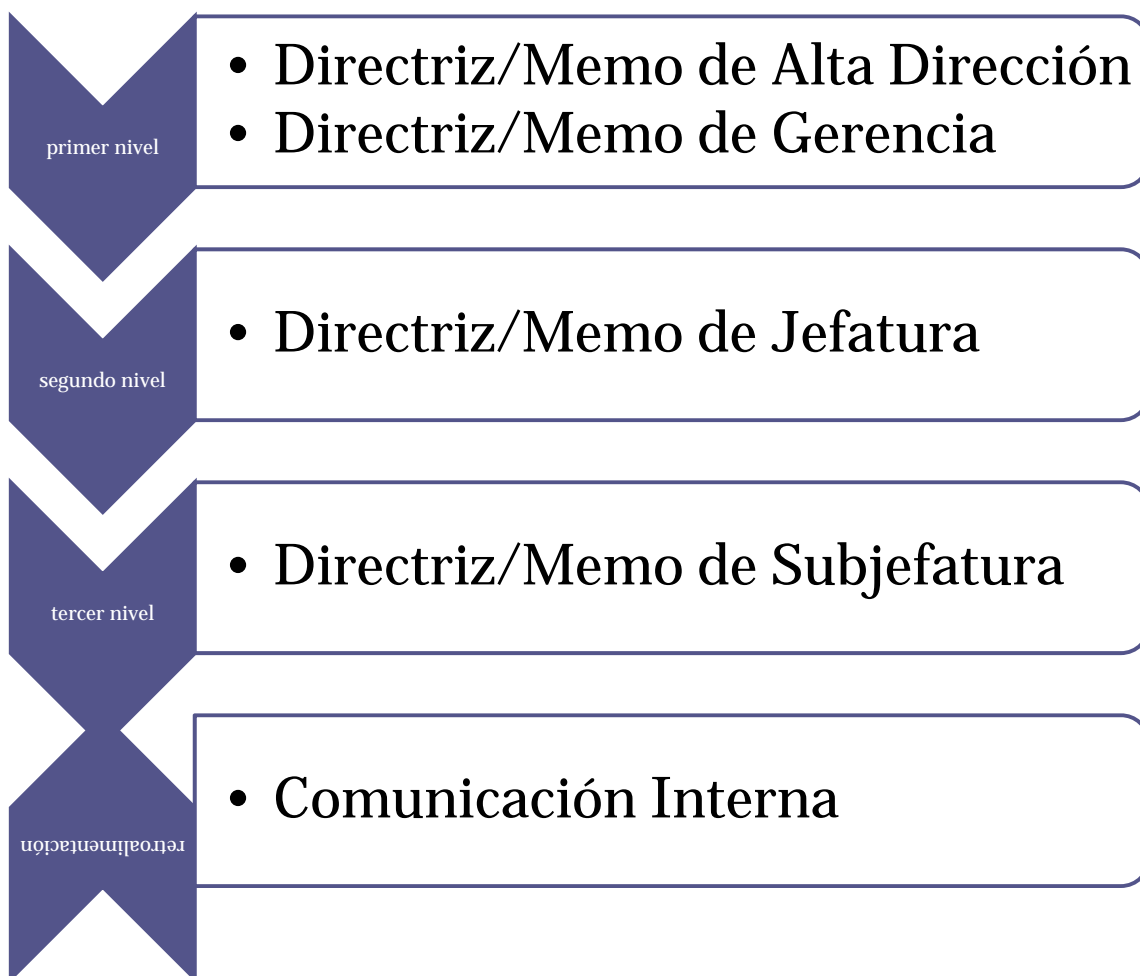 primer nivel
• Directriz/Memo de Alta Dirección
• Directriz/Memo de Gerencia
segundo nivel
• Directriz/Memo de Jefatura
tercer nivel
• Directriz/Memo de Subjefatura
retroalimentación
• Comunicación Interna